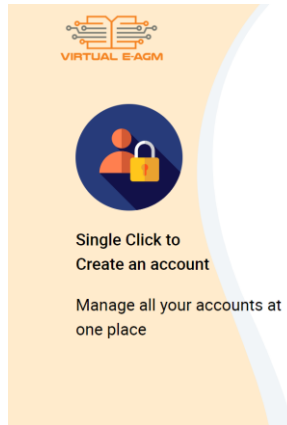 VIRTUAL E-AGM
Single Click to
Create an account
Manage all your accounts at
one place